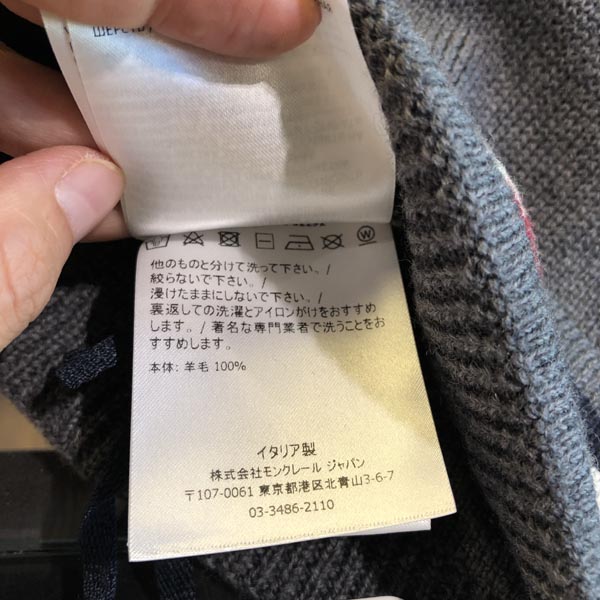 他のものと分けて洗って下さい。/
絞らないで下さい。/
浸けたままにしないで下さい。/
裏返しての洗濯とアイロンがけをおすすめ
します。/ 著名な専門業者で洗うことをお
すすめします。
本体: 羊毛 100%
イタリア製
株式会社モンクレール ジャパン
〒107-0061 東京都港区北青山3-6-7
03-3486-2110